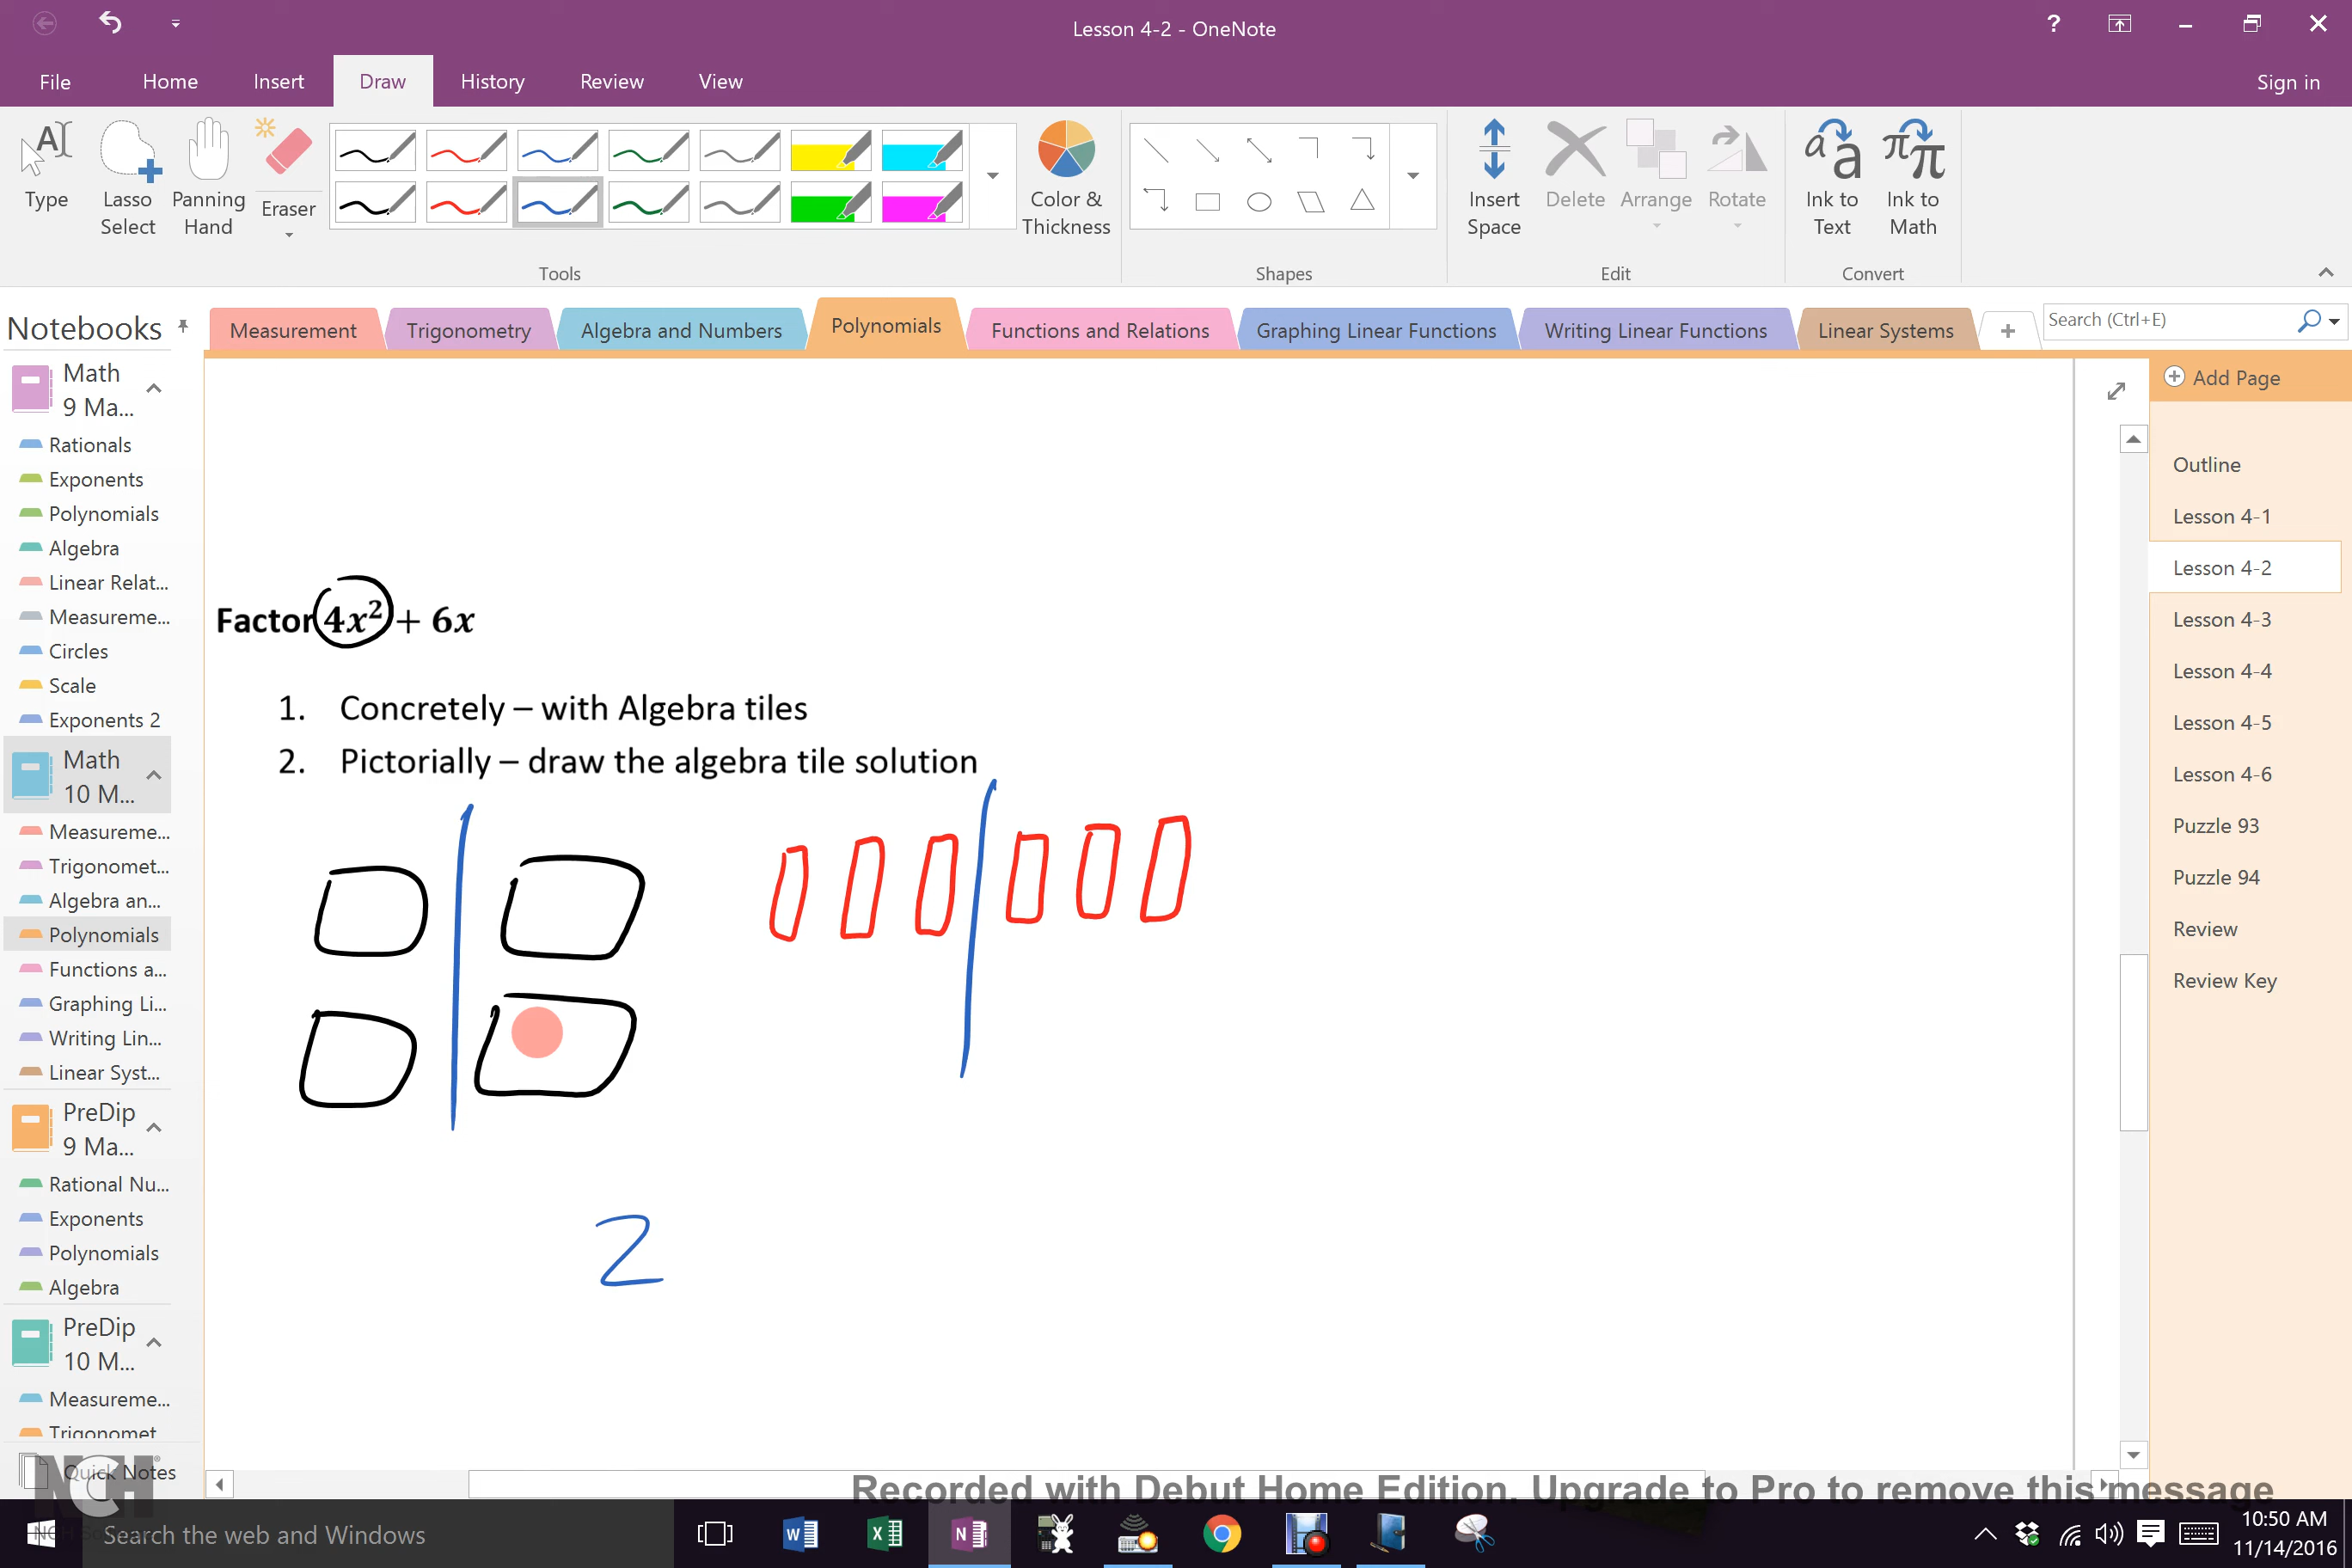 Lesson 4-2 - OneNote
File Home Insert Draw History Review View Sign in
Type Lasso Select Panning Hand Eraser Color & Thickness Insert Space Delete Arrange Rotate Ink to Text Ink to Math
Tools Shapes Edit Convert
Notebooks Measurement Trigonometry Algebra and Numbers Polynomials Functions and Relations Graphing Linear Functions Writing Linear Functions Linear Systems Search (Ctrl+E)
Math
9 Ma...
Rationals
Exponents
Polynomials
Algebra
Linear Relat...
Measureme...
Circles
Scale
Exponents 2
Math
10 M...
Measureme...
Trigonomet...
Algebra an...
Polynomials
Functions a...
Graphing Li...
Writing Lin...
Linear Syst...
PreDip
9 Ma...
Rational Nu...
Exponents
Polynomials
Algebra
PreDip
10 M...
Measureme...
Trigonomet
Quick Notes
Factor 4x² + 6x
1. Concretely – with Algebra tiles
2. Pictorially – draw the algebra tile solution
2
Add Page
Outline
Lesson 4-1
Lesson 4-2
Lesson 4-3
Lesson 4-4
Lesson 4-5
Lesson 4-6
Puzzle 93
Puzzle 94
Review
Review Key
NCH
Recorded with Debut Home Edition. Upgrade to Pro to remove this message
Search the web and Windows
10:50 AM
11/14/2016